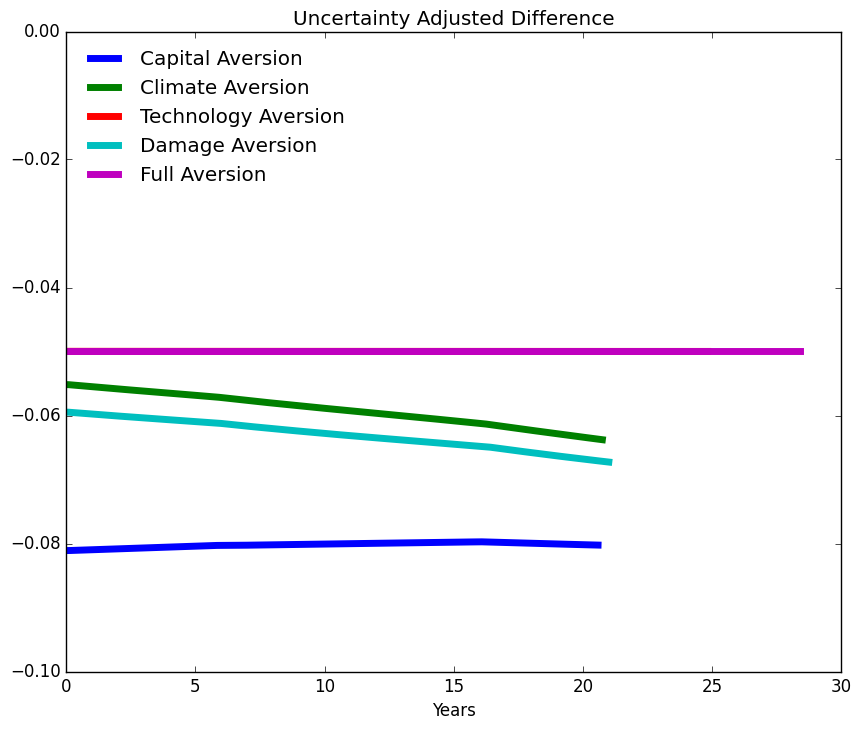 Uncertainty Adjusted Difference
0.00
−0.02
−0.04
−0.06
−0.08
−0.10
Capital Aversion
Climate Aversion
Technology Aversion
Damage Aversion
Full Aversion
0 5 10 15 20 25 30
Years